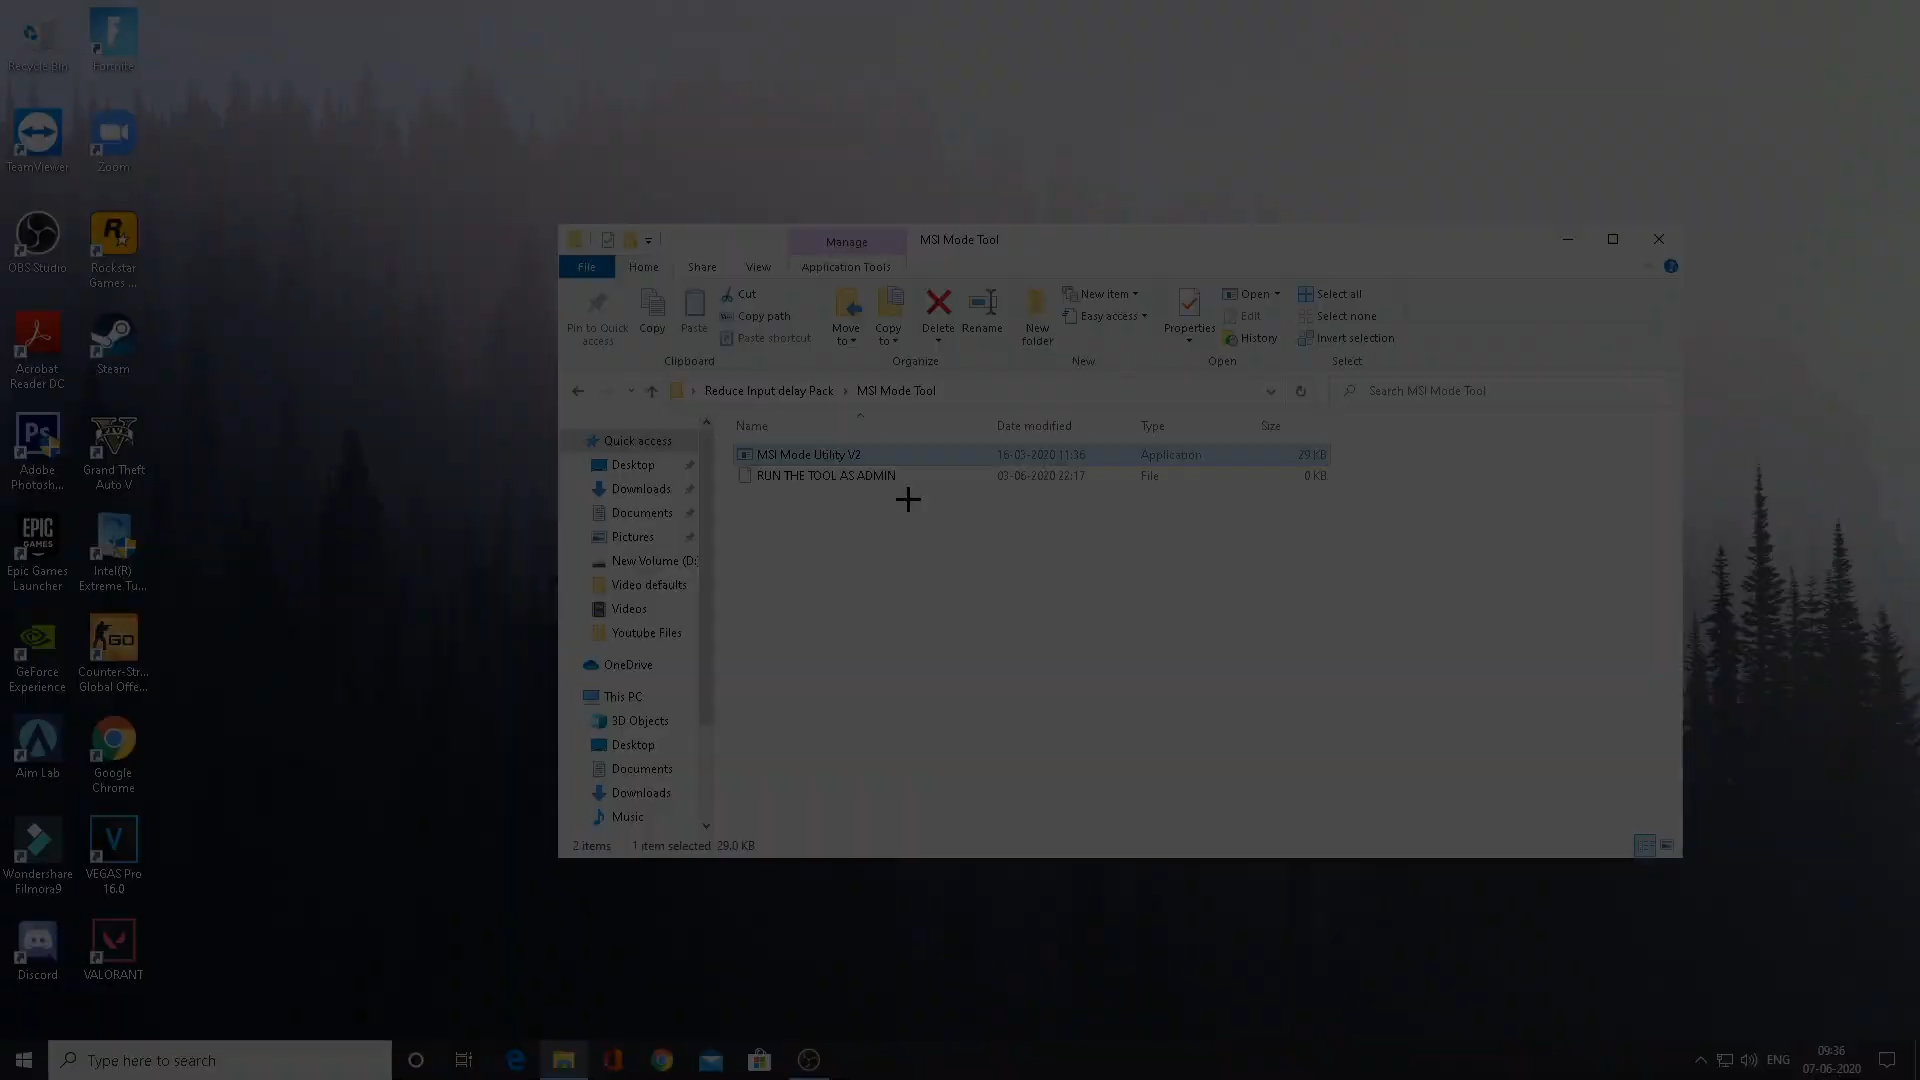 Recycle Bin
Fortnite
TeamViewer
Zoom
OBS Studio
Rockstar
Games ...
Acrobat
Reader DC
Steam
Adobe
Photosh...
Grand Theft
Auto V
EPIC
GAMES
Epic Games
Launcher
Intel(R)
Extreme Tu...
GeForce
Experience
Counter-Str...
Global Offe...
Aim Lab
Google
Chrome
Wondershare
Filmora9
VEGAS Pro
16.0
Discord
VALORANT
Manage
MSI Mode Tool
File
Home
Share
View
Application Tools
Pin to Quick
access
Copy
Paste
Cut
Copy path
Paste shortcut
Clipboard
Move
to
Copy
to
Delete
Rename
Organize
New
folder
New item
Easy access
New
Properties
Open
Edit
History
Open
Select all
Select none
Invert selection
Select
Reduce Input delay Pack > MSI Mode Tool
Search MSI Mode Tool
Name Date modified Type Size
MSI Mode Utility V2 16-03-2020 11:36 Application 29 KB
RUN THE TOOL AS ADMIN 03-06-2020 22:17 File 0 KB
Quick access
Desktop
Downloads
Documents
Pictures
New Volume (D:
Video defaults
Videos
Youtube Files
OneDrive
This PC
3D Objects
Desktop
Documents
Downloads
Music
2 items 1 item selected 29.0 KB
Type here to search
ENG
09:36
07-06-2020